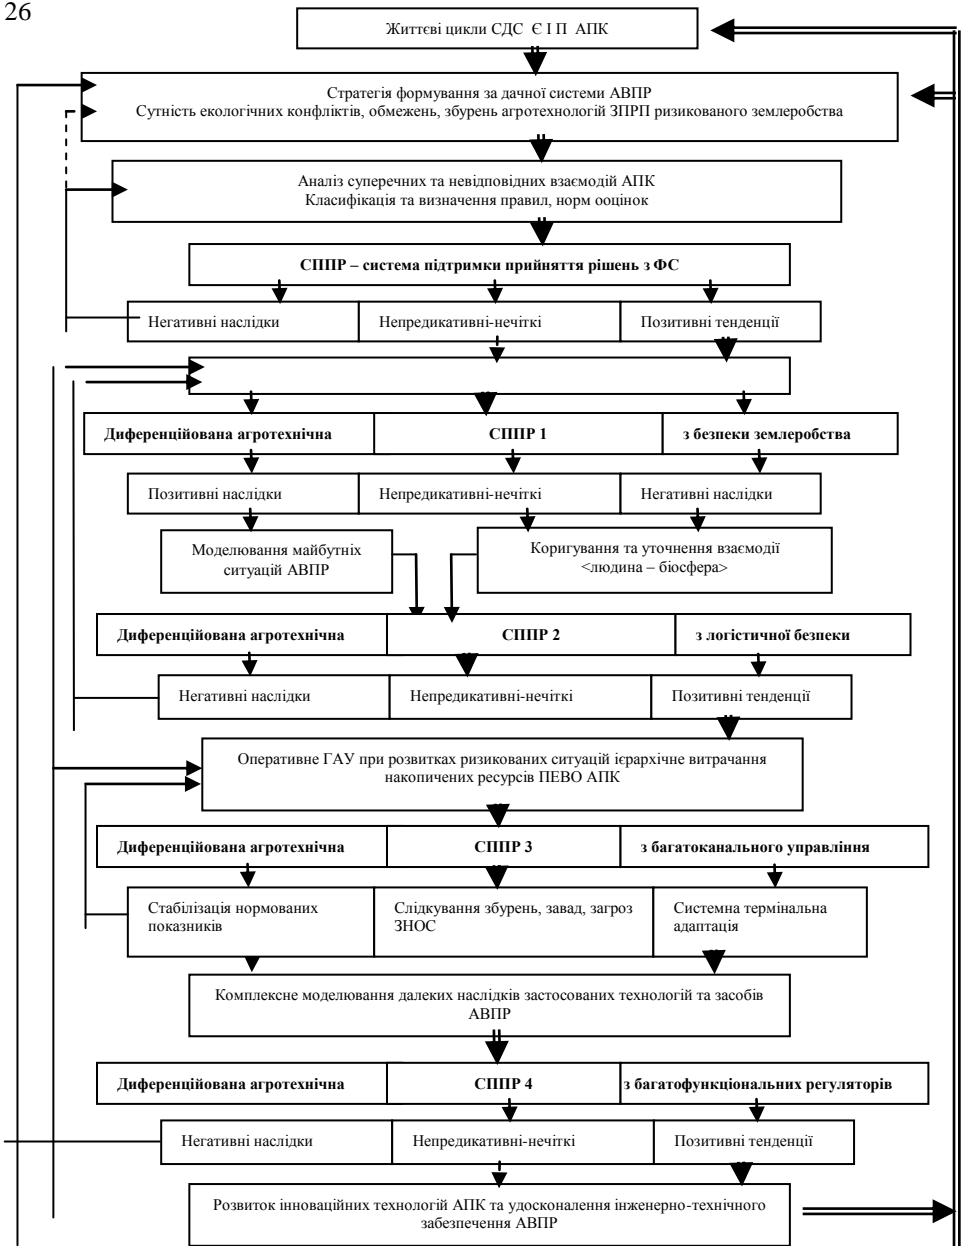 26
Життєві цикли СДС Є І П АПК
Стратегія формування за дачної системи АВПР
Сутність екологічних конфліктів, обмежень, збурень агротехнологій ЗПРП ризикованого землеробства
Аналіз суперечних та невідповідних взаємодій АПК
Класифікація та визначення правил, норм ооцінок
СППР – система підтримки прийняття рішень з ФС
Негативні наслідки
Непредикативні-нечіткі
Позитивні тенденції
Диференційована агротехнічна
СППР 1
з безпеки землеробства
Позитивні наслідки
Непредикативні-нечіткі
Негативні наслідки
Моделювання майбутніх
ситуацій АВПР
Коригування та уточнення взаємодії
<людина – біосфера>
Диференційована агротехнічна
СППР 2
з логістичної безпеки
Негативні наслідки
Непредикативні-нечіткі
Позитивні тенденції
Оперативне ГАУ при розвитках ризикованих ситуацій ієрархічне витрачання
накопичених ресурсів ПЕВО АПК
Диференційована агротехнічна
СППР 3
з багатоканального управління
Стабілізація нормованих
показників
Слідкування збурень, завад, загроз
ЗНОС
Системна термінальна
адаптація
Комплексне моделювання далеких наслідків застосованих технологій та засобів
АВПР
Диференційована агротехнічна
СППР 4
з багатофункціональних регуляторів
Негативні наслідки
Непредикативні-нечіткі
Позитивні тенденції
Розвиток інноваційних технологій АПК та удосконалення інженерно-технічного
забезпечення АВПР